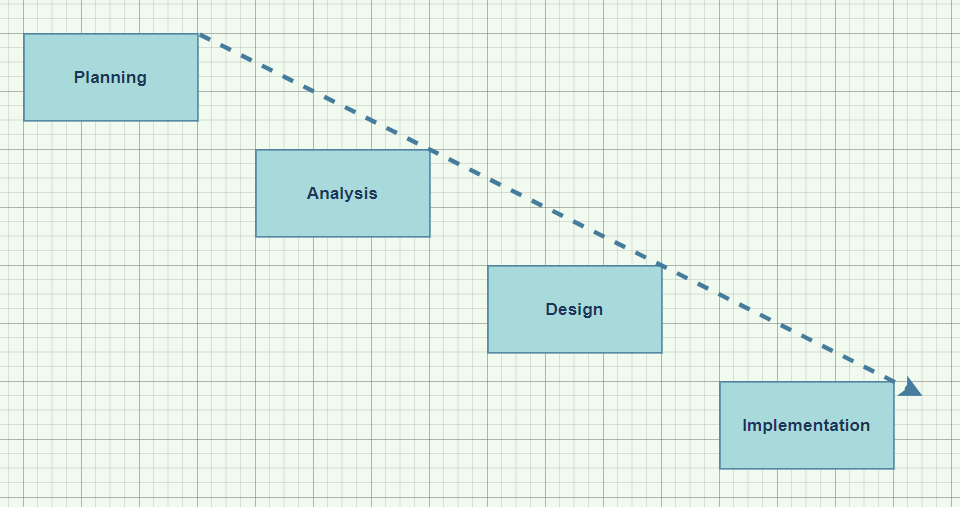 Planning
Analysis
Design
Implementation